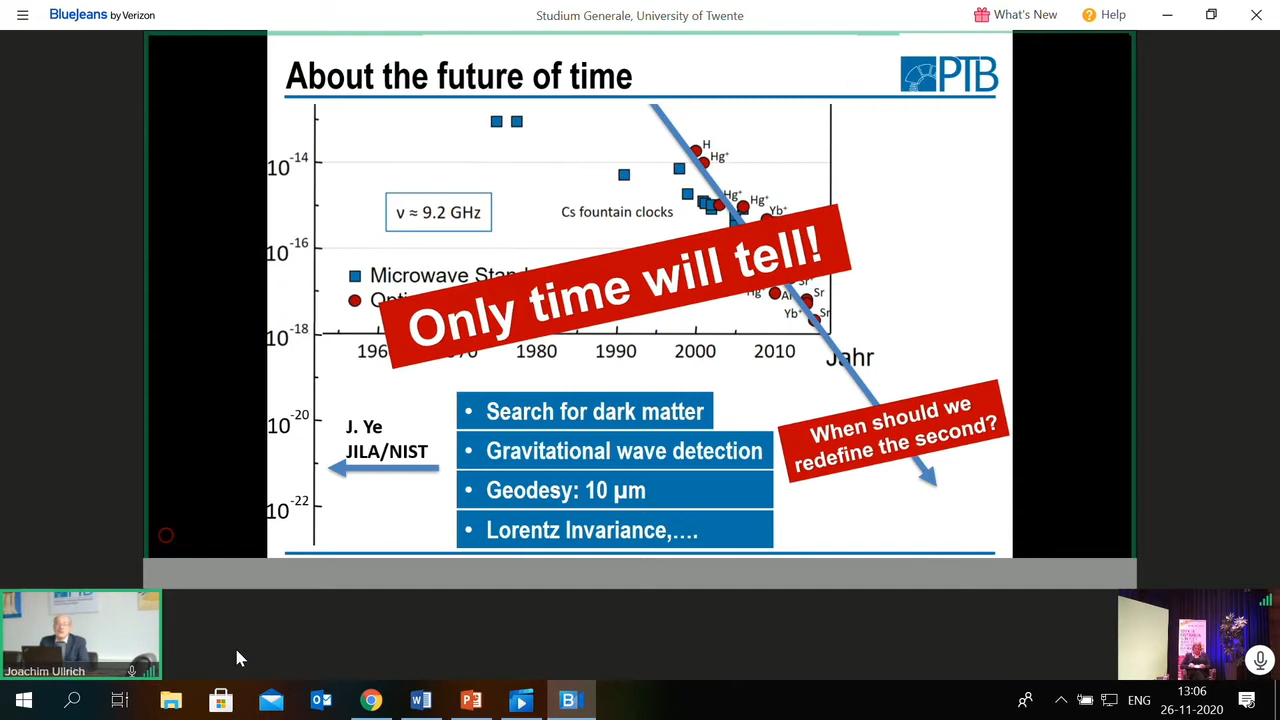 BlueJeans by Verizon
Studium Generale, University of Twente
What's New
Help
About the future of time
PTB
10-14
10-16
10-18
10-20
10-22
ν ≈ 9.2 GHz
Cs fountain clocks
H
Hg+
Hg+
Hg+
Yb+
Sr
Sr
Yb+
Sr
Hg+
Al
Microwave
Only time will tell!
196
1980
1990
2000
2010
Jahr
J. Ye
JILA/NIST
• Search for dark matter
• Gravitational wave detection
• Geodesy: 10 μm
• Lorentz Invariance,....
When should we
redefine the second?
Joachim Ullrich
ENG
13:06
26-11-2020